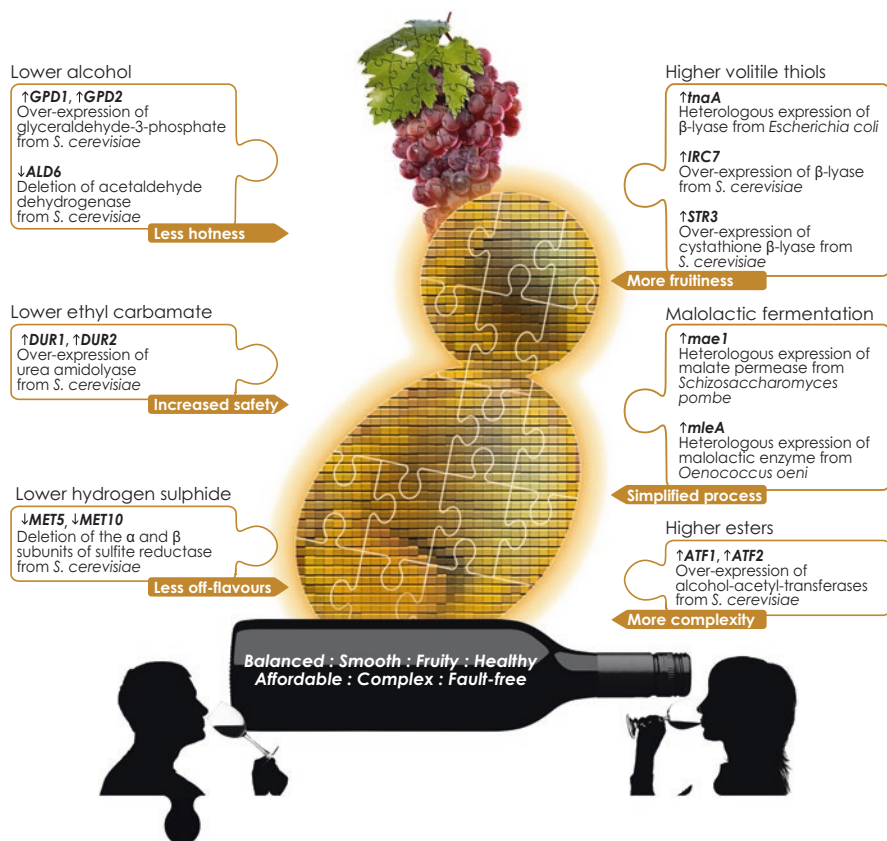 Lower alcohol
↑GPD1, ↑GPD2
Over-expression of
glyceraldehyde-3-phosphate
from S. cerevisiae
↓ALD6
Deletion of acetaldehyde
dehydrogenase
from S. cerevisiae
Less hotness
Lower ethyl carbamate
↑DUR1, ↑DUR2
Over-expression of
urea amidolyase
from S. cerevisiae
Increased safety
Lower hydrogen sulphide
↓MET5, ↓MET10
Deletion of the α and β
subunits of sulfite reductase
from S. cerevisiae
Less off-flavours
Higher volitile thiols
↑tnaA
Heterologous expression of
β-lyase from Escherichia coli
↑IRC7
Over-expression of β-lyase
from S. cerevisiae
↑STR3
Over-expression of
cystathione β-lyase from
S. cerevisiae
More fruitiness
Malolactic fermentation
↑mae1
Heterologous expression of
malate permease from
Schizosaccharomyces
pombe
↑mleA
Heterologous expression of
malolactic enzyme from
Oenococcus oeni
Simplified process
Higher esters
↑ATF1, ↑ATF2
Over-expression of
alcohol-acetyl-transferases
from S. cerevisiae
More complexity
Balanced : Smooth : Fruity : Healthy
Affordable : Complex : Fault-free